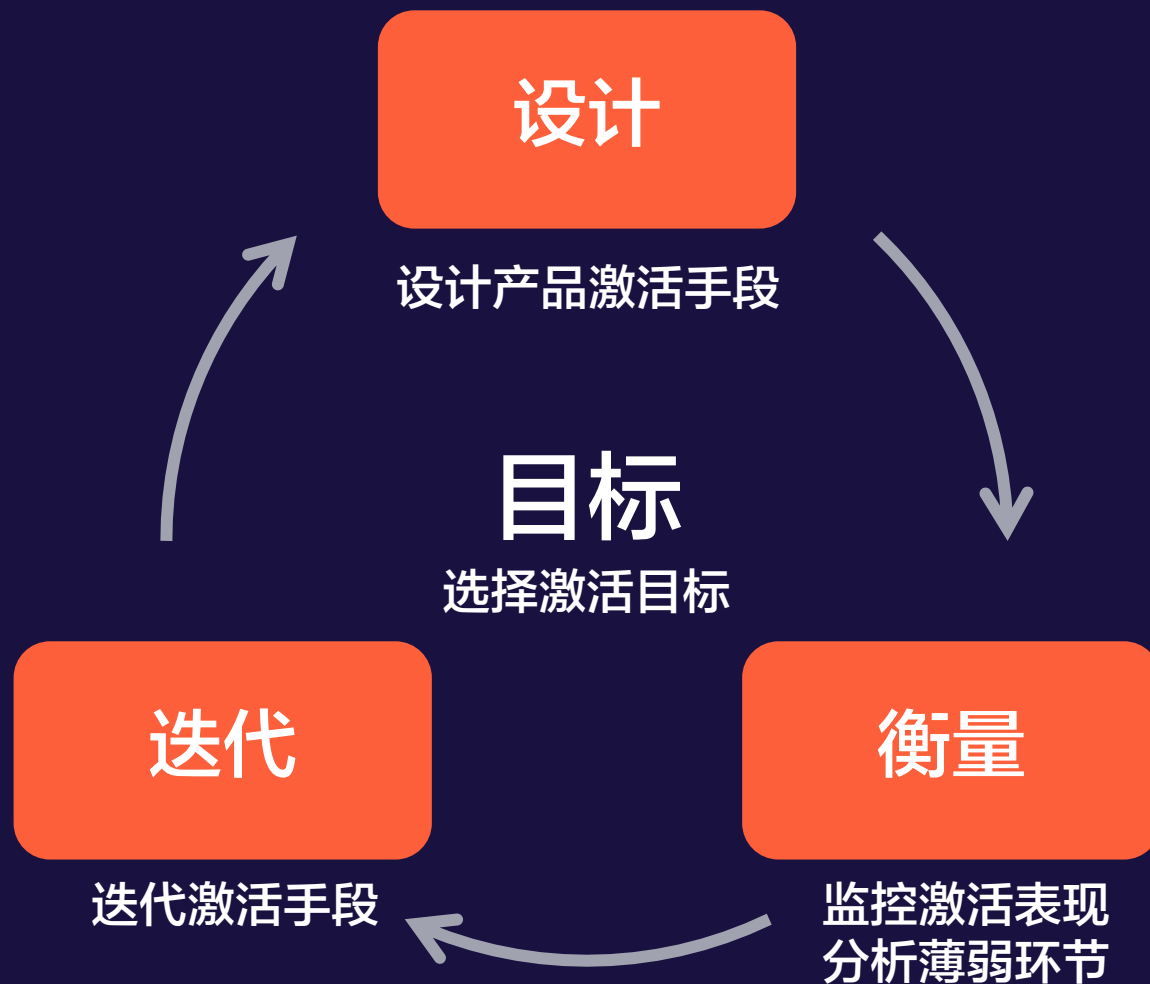 设计
设计产品激活手段
目标
选择激活目标
迭代
迭代激活手段
衡量
监控激活表现
分析薄弱环节